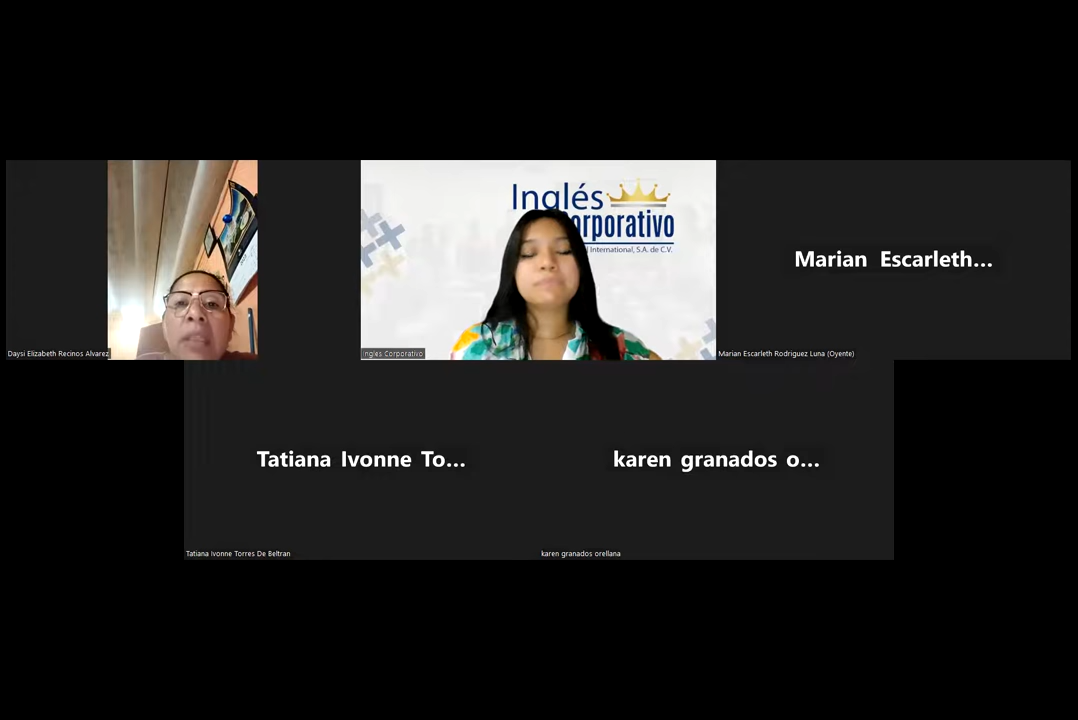 Inglés
orporativo
l International, S.A. de C.V.
Marian Escarleth...
Daysi Elizabeth Recinos Alvarez
Ingles Corporativo
Marian Escarleth Rodriguez Luna (Oyente)
Tatiana Ivonne To...
karen granados o...
Tatiana Ivonne Torres De Beltran
karen granados orellana